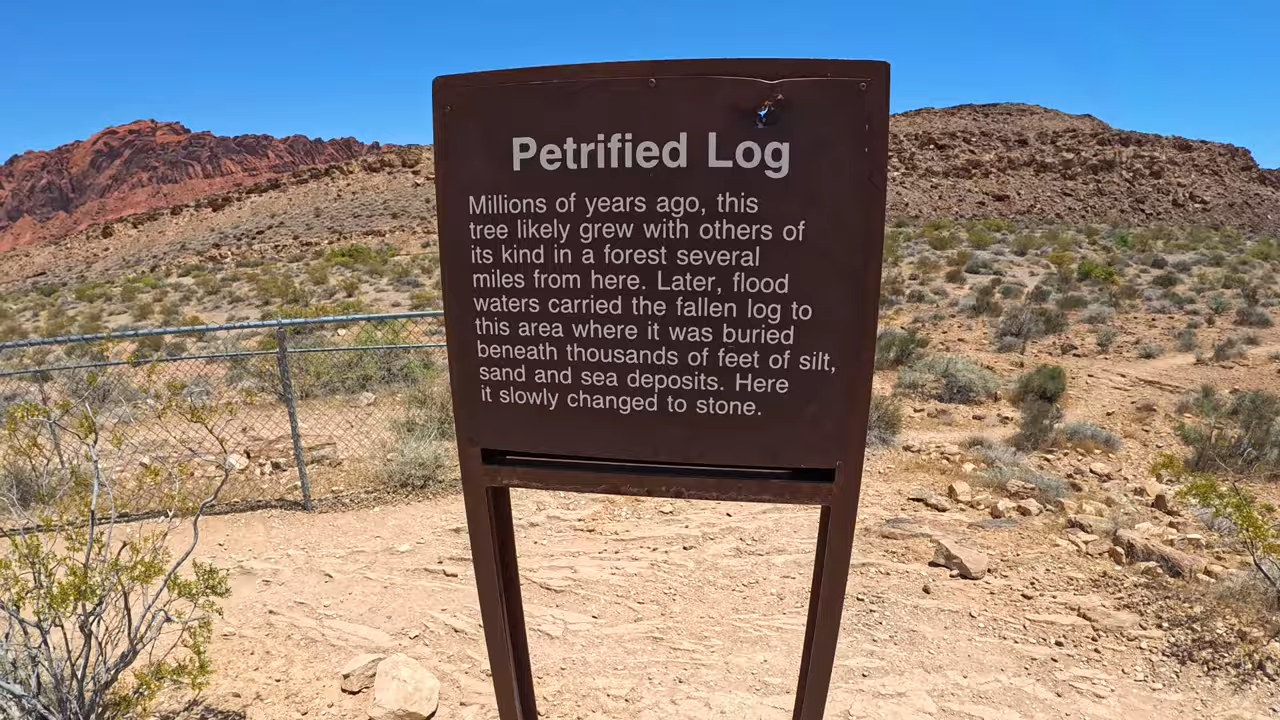 Petrified Log
Millions of years ago, this
tree likely grew with others of
its kind in a forest several
miles from here. Later, flood
waters carried the fallen log to
this area where it was buried
beneath thousands of feet of silt,
sand and sea deposits. Here
it slowly changed to stone.